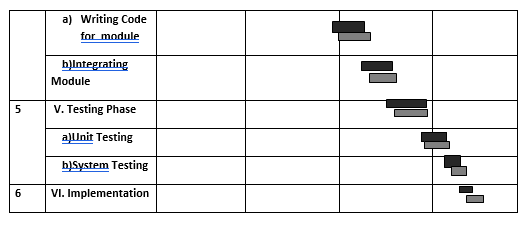 a) Writing Code
for module
b)Integrating
Module
5 V. Testing Phase
a)Unit Testing
b)System Testing
6 VI. Implementation